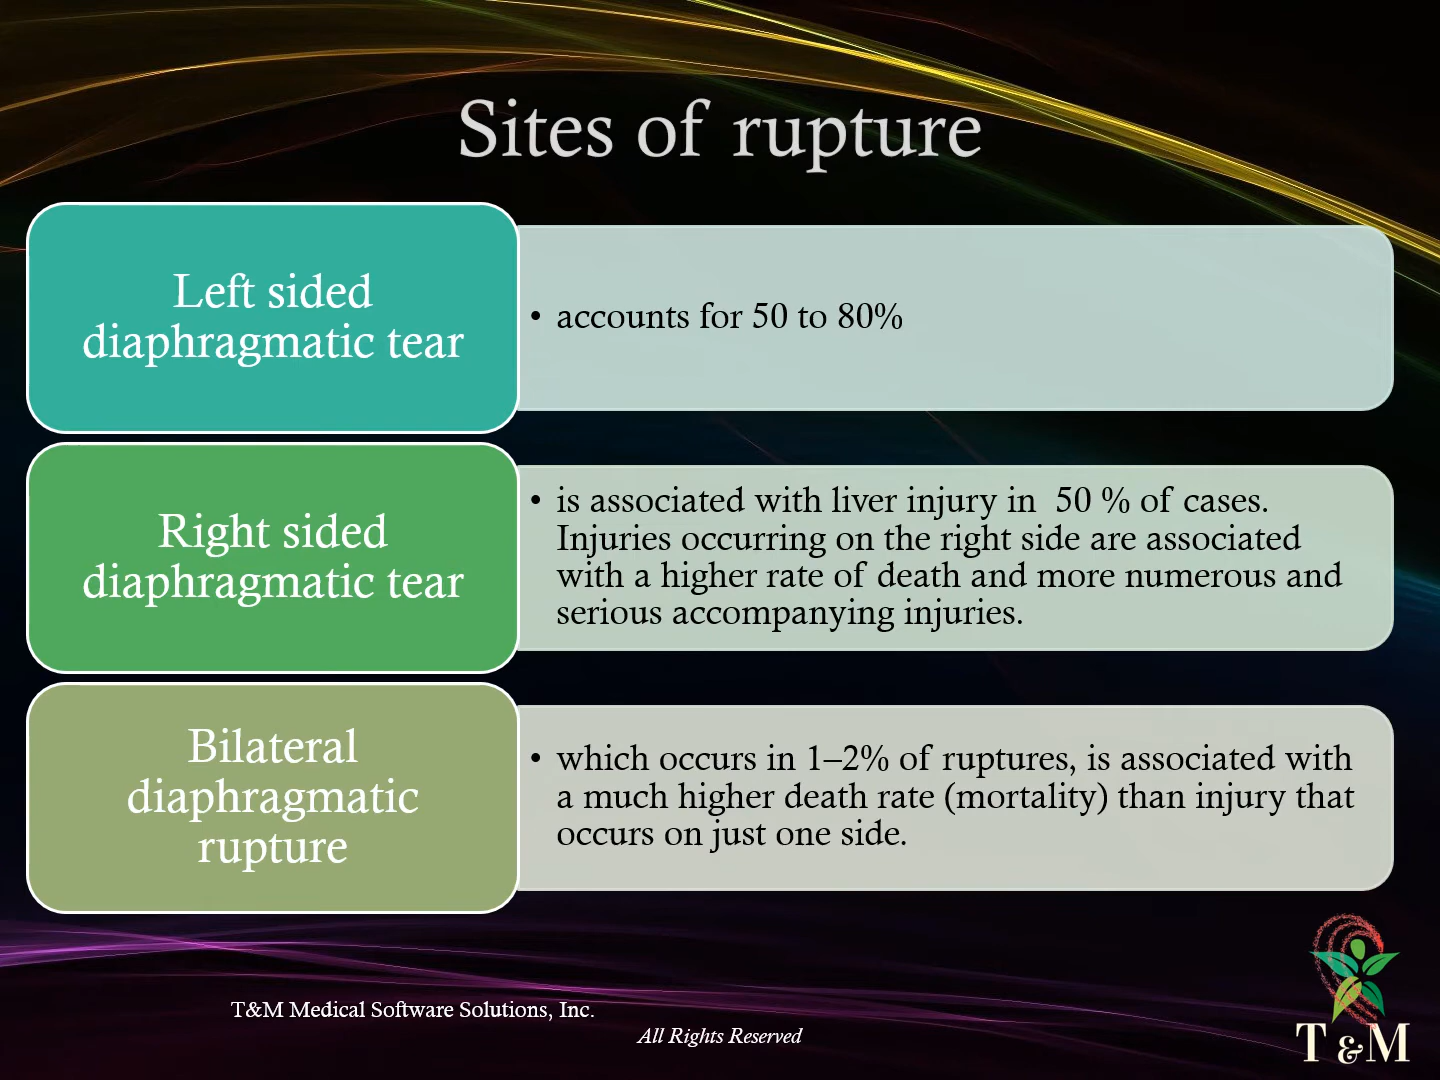 Sites of rupture
Left sided
diaphragmatic tear
• accounts for 50 to 80%
Right sided
diaphragmatic tear
• is associated with liver injury in  50 % of cases.
Injuries occurring on the right side are associated
with a higher rate of death and more numerous and
serious accompanying injuries.
Bilateral
diaphragmatic
rupture
• which occurs in 1–2% of ruptures, is associated with
a much higher death rate (mortality) than injury that
occurs on just one side.
T&M Medical Software Solutions, Inc.
All Rights Reserved
T & M